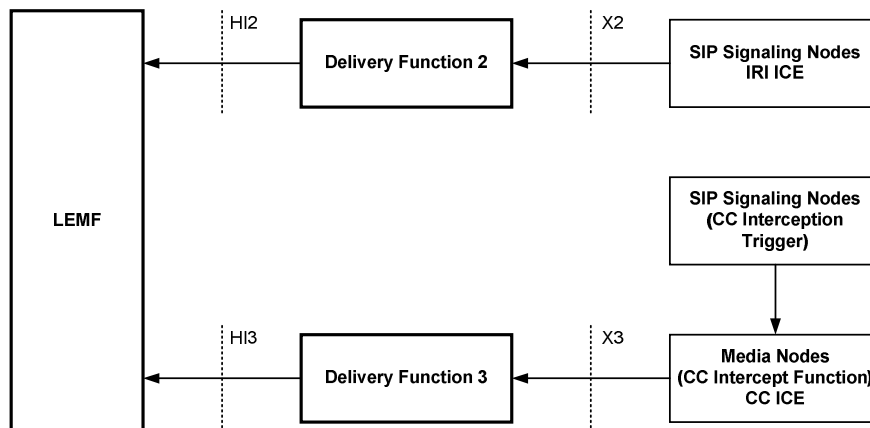 HI2
X2
Delivery Function 2
SIP Signaling Nodes
IRI ICE
LEMF
SIP Signaling Nodes
(CC Interception
Trigger)
HI3
X3
Delivery Function 3
Media Nodes
(CC Intercept Function)
CC ICE